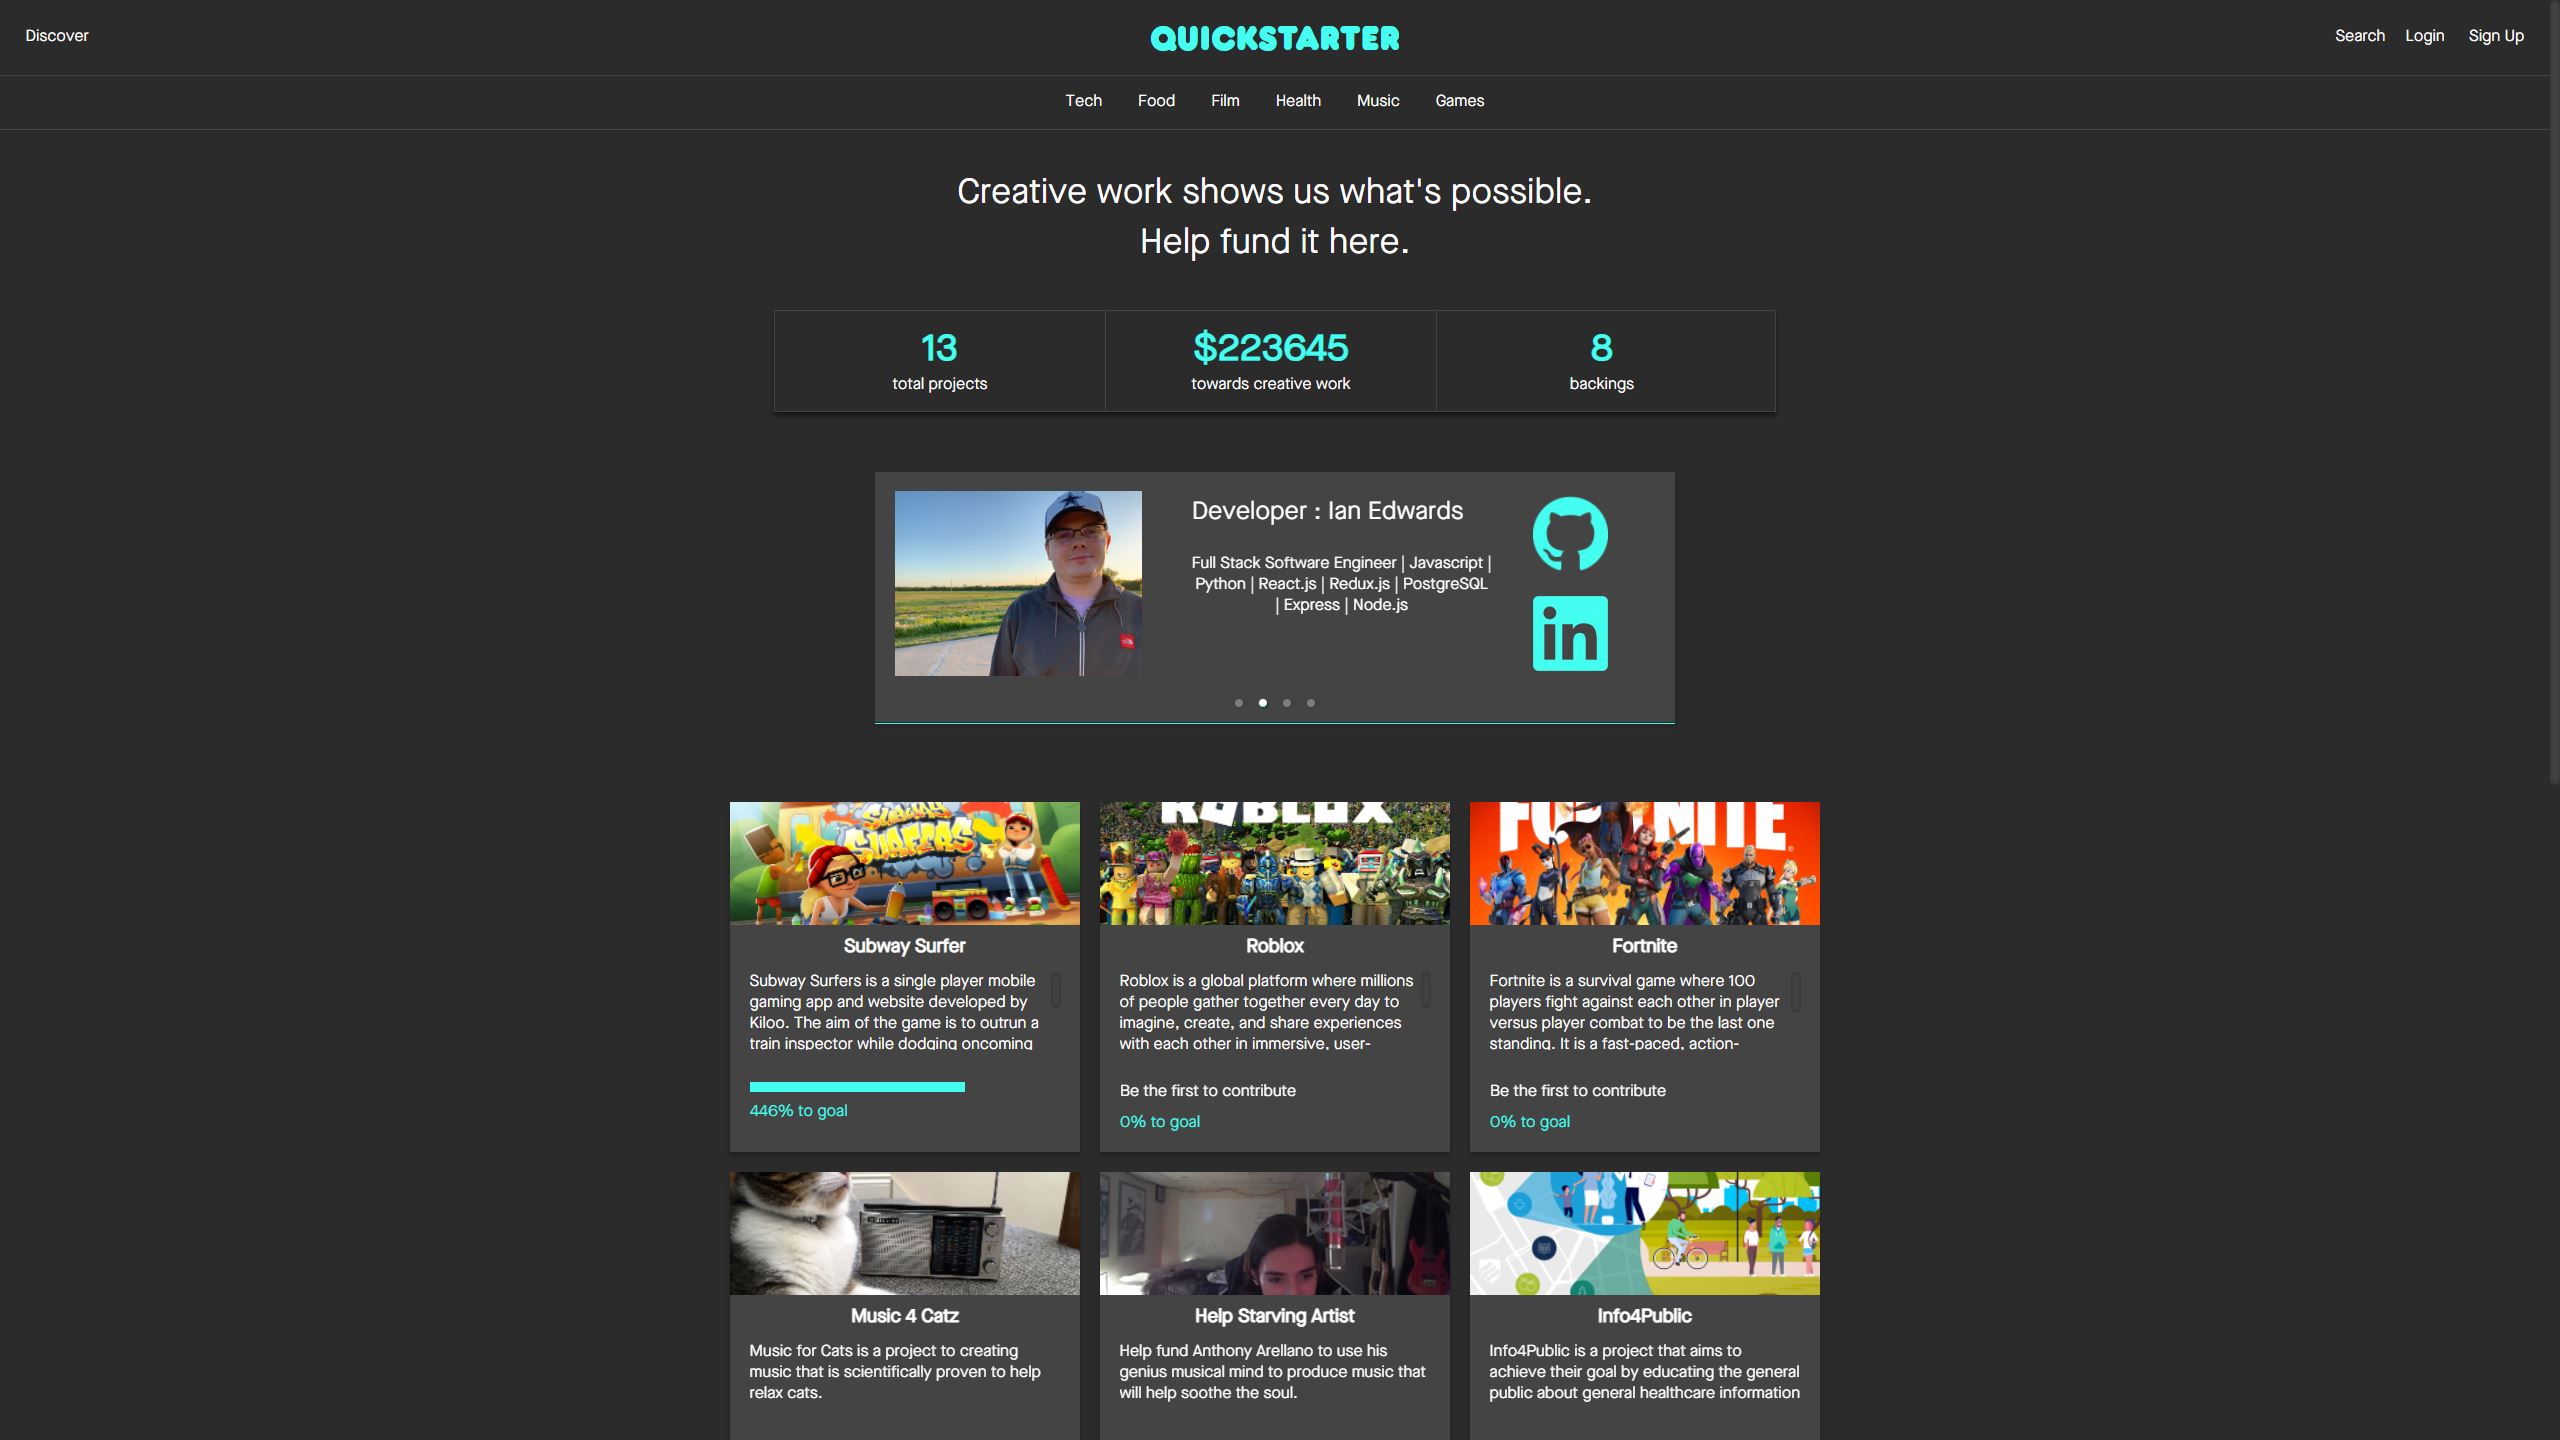 Discover
QUICKSTARTER
Search
Login
Sign Up
Tech
Food
Film
Health
Music
Games
Creative work shows us what's possible.
Help fund it here.
13
total projects
$223645
towards creative work
8
backings
Developer : Ian Edwards
Full Stack Software Engineer | Javascript |
Python | React.js | Redux.js | PostgreSQL
| Express | Node.js
in
SUBWAY
SURFERS
ROBLOX
FORTNITE
Subway Surfer
Subway Surfers is a single player mobile
gaming app and website developed by
Kiloo. The aim of the game is to outrun a
train inspector while dodging oncoming
446% to goal
Roblox
Roblox is a global platform where millions
of people gather together every day to
imagine, create, and share experiences
with each other in immersive, user-
Be the first to contribute
0% to goal
Fortnite
Fortnite is a survival game where 100
players fight against each other in player
versus player combat to be the last one
standing. It is a fast-paced, action-
Be the first to contribute
0% to goal
Music 4 Catz
Music for Cats is a project to creating
music that is scientifically proven to help
relax cats.
Help Starving Artist
Help fund Anthony Arellano to use his
genius musical mind to produce music that
will help soothe the soul.
Info4Public
Info4Public is a project that aims to
achieve their goal by educating the general
public about general healthcare information